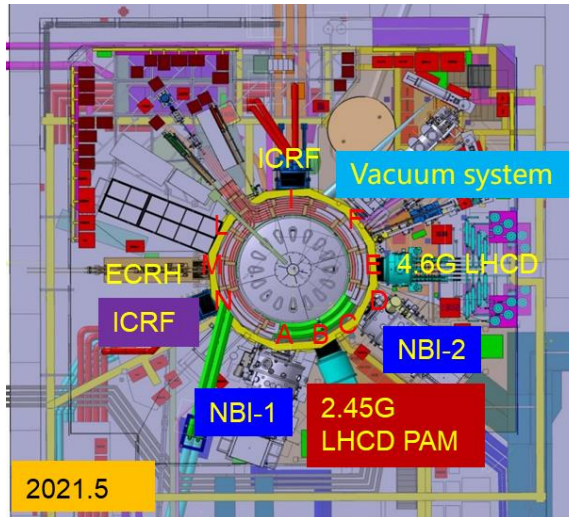 ICRF
Vacuum system
I
F
L
E
4.6G LHCD
M
ECRH
N
D
ICRF
C
A
B
NBI-2
NBI-1
2.45G
LHCD PAM
2021.5